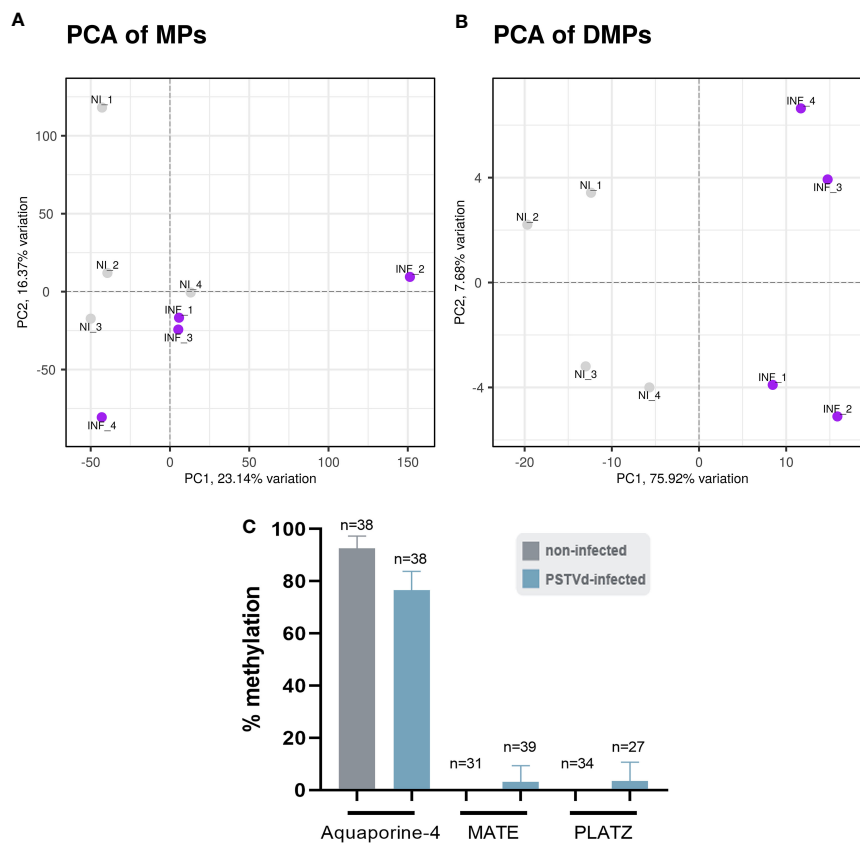 A
PCA of MPs
PC2, 16.37% variation
100
50
0
-50
NI_1
NI_2
NI_3
NI_4
INF_1
INF_2
INF_3
INF_4
-50 0 50 100 150
PC1, 23.14% variation
B
PCA of DMPs
PC2, 7.68% variation
4
0
-4
INF_4
INF_3
NI_1
NI_2
NI_3
NI_4
INF_1
INF_2
-20 -10 0 10
PC1, 75.92% variation
C
% methylation
100
80
60
40
20
0
n=38
n=38
n=31
n=39
n=34
n=27
non-infected
PSTVd-infected
Aquaporine-4 MATE PLATZ